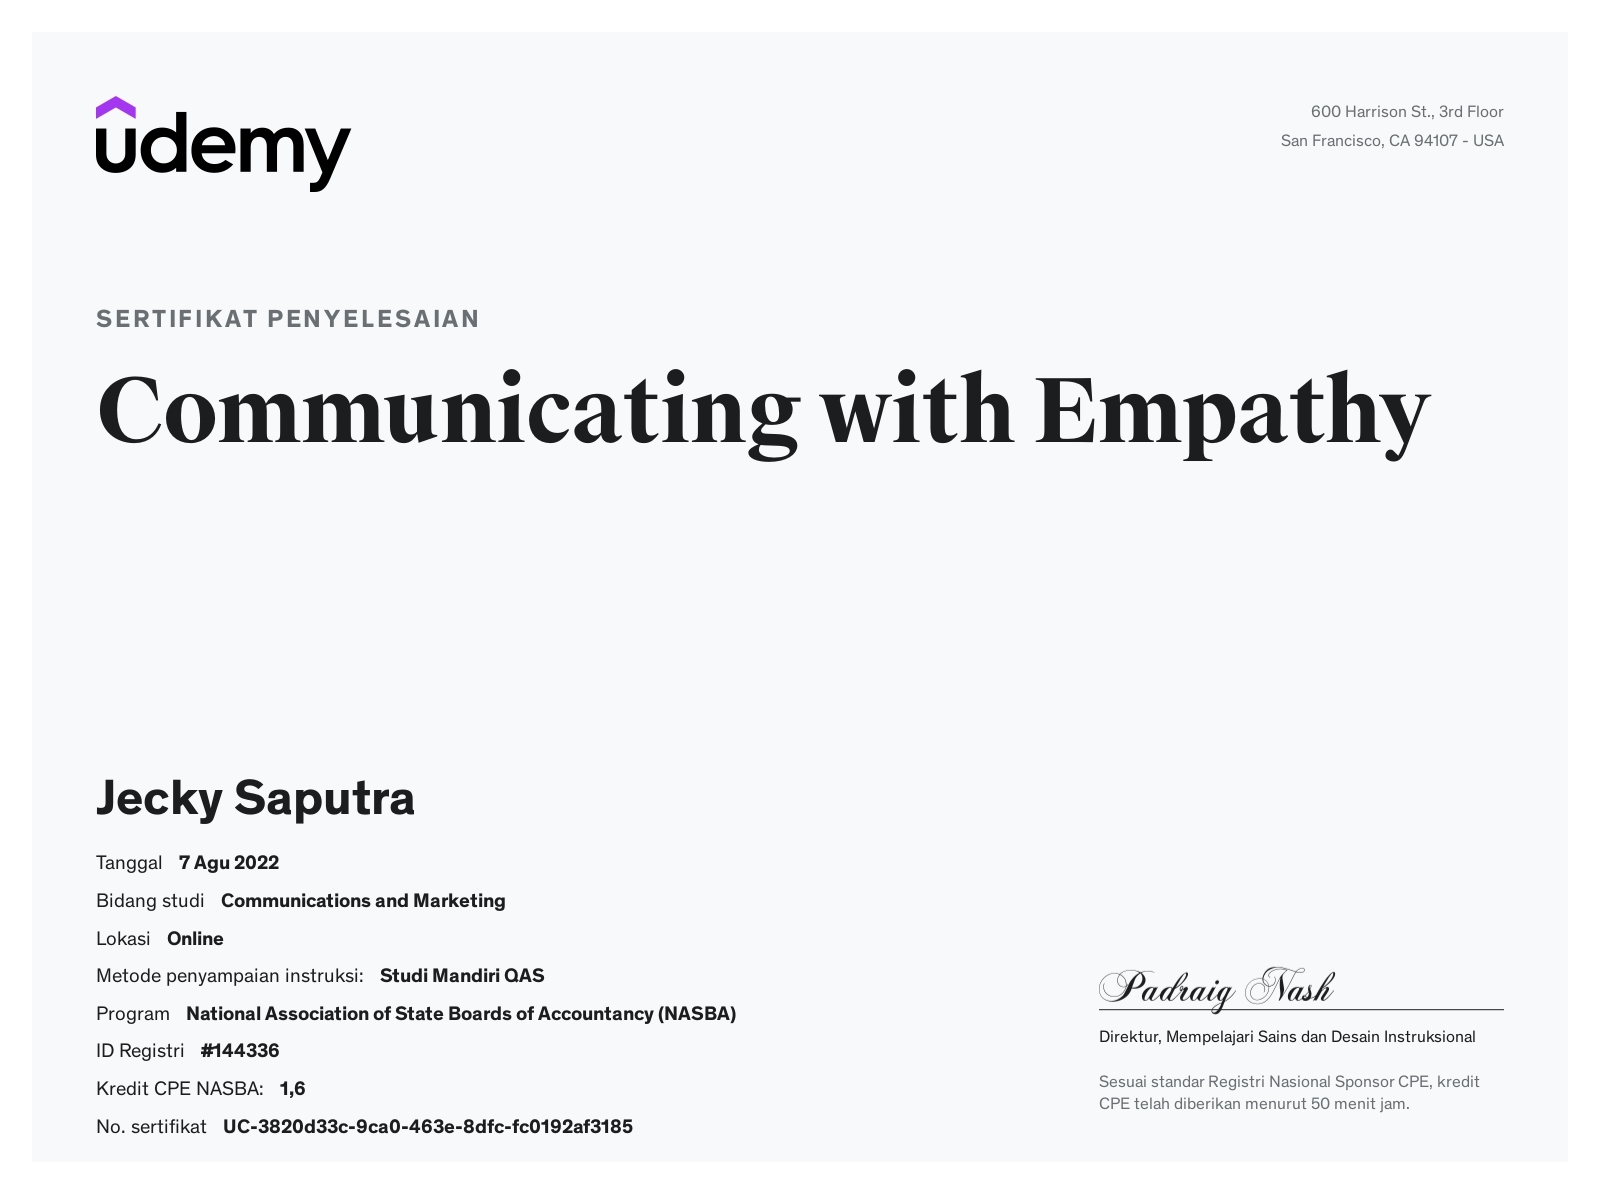 udemy
600 Harrison St., 3rd Floor
San Francisco, CA 94107 - USA
SERTIFIKAT PENYELESAIAN
Communicating with Empathy
Jecky Saputra
Tanggal 7 Agu 2022
Bidang studi Communications and Marketing
Lokasi Online
Metode penyampaian instruksi: Studi Mandiri QAS
Program National Association of State Boards of Accountancy (NASBA)
ID Registri #144336
Kredit CPE NASBA: 1,6
No. sertifikat UC-3820d33c-9ca0-463e-8dfc-fc0192af3185
Padraig Nash
Direktur, Mempelajari Sains dan Desain Instruksional
Sesuai standar Registri Nasional Sponsor CPE, kredit
CPE telah diberikan menurut 50 menit jam.